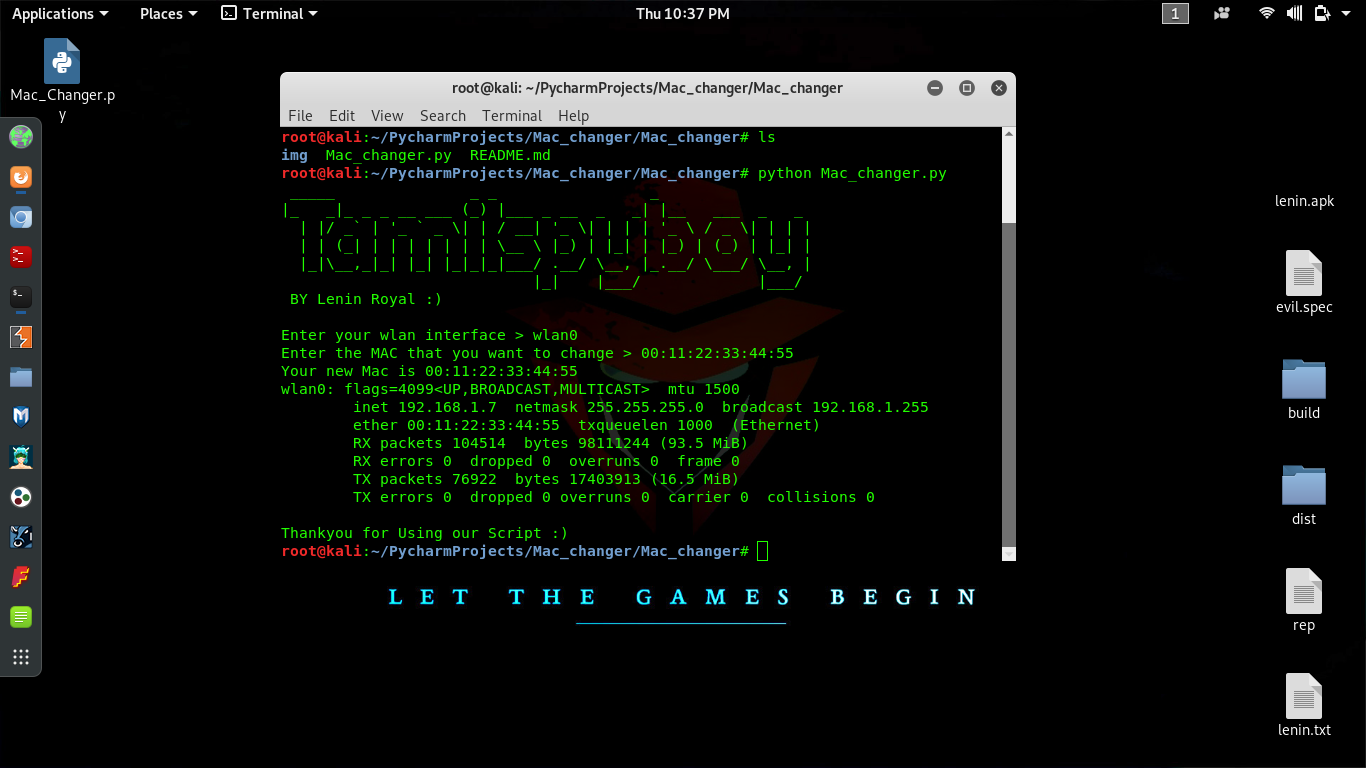 Applications Places Terminal Thu 10:37 PM 1
Mac_Changer.p
y
root@kali: ~/PycharmProjects/Mac_changer/Mac_changer
File Edit View Search Terminal Help
root@kali:~/PycharmProjects/Mac_changer/Mac_changer# ls
img Mac_changer.py README.md
root@kali:~/PycharmProjects/Mac_changer/Mac_changer# python Mac_changer.py
Tamilspyboy
BY Lenin Royal :)
Enter your wlan interface > wlan0
Enter the MAC that you want to change > 00:11:22:33:44:55
Your new Mac is 00:11:22:33:44:55
wlan0: flags=4099<UP,BROADCAST,MULTICAST> mtu 1500
inet 192.168.1.7 netmask 255.255.255.0 broadcast 192.168.1.255
ether 00:11:22:33:44:55 txqueuelen 1000 (Ethernet)
RX packets 104514 bytes 98111244 (93.5 MiB)
RX errors 0 dropped 0 overruns 0 frame 0
TX packets 76922 bytes 17403913 (16.5 MiB)
TX errors 0 dropped 0 overruns 0 carrier 0 collisions 0
Thankyou for Using our Script :)
root@kali:~/PycharmProjects/Mac_changer/Mac_changer#
LET THE GAMES BEGIN
lenin.apk
evil.spec
build
dist
rep
lenin.txt